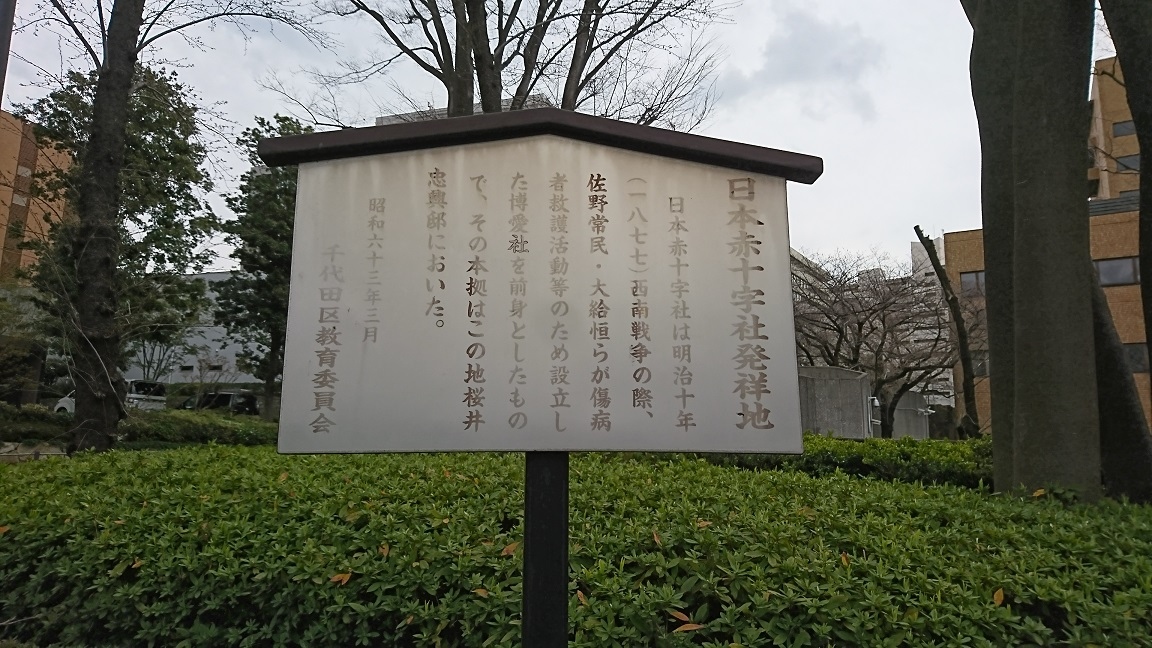 日本赤十字社発祥地
日本赤十字社は明治十年
(一八七七)西南戦争の際、
佐野常民・大給恒らが傷病
者救護活動等のため設立し
た博愛社を前身としたもの
で、その本拠はこの地桜井
忠興邸においた。
昭和六十三年三月
千代田区教育委員会